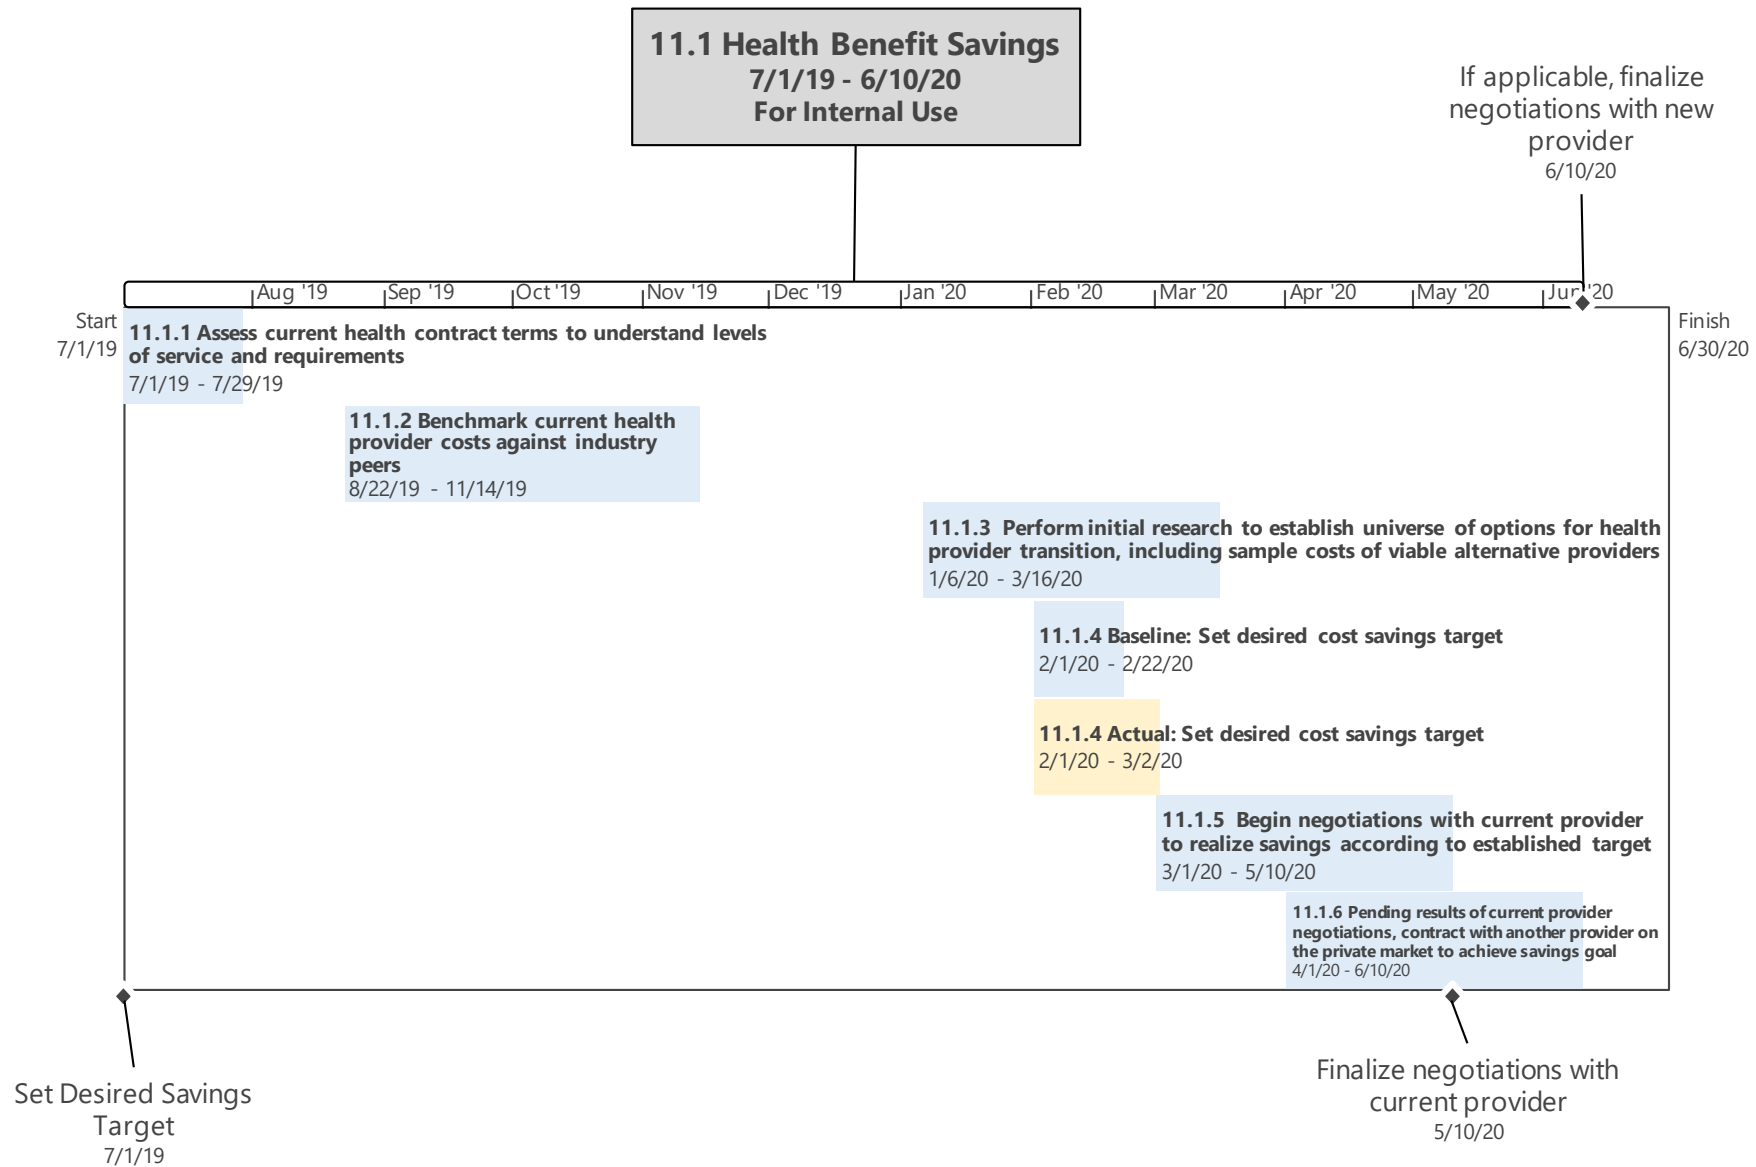 11.1 Health Benefit Savings
7/1/19 - 6/10/20
For Internal Use
If applicable, finalize
negotiations with new
provider
6/10/20
Aug '19 Sep '19 Oct '19 Nov '19 Dec '19 Jan '20 Feb '20 Mar '20 Apr '20 May '20 Jun '20
Start
7/1/19
Finish
6/30/20
11.1.1 Assess current health contract terms to understand levels
of service and requirements
7/1/19 - 7/29/19
11.1.2 Benchmark current health
provider costs against industry
peers
8/22/19 - 11/14/19
11.1.3 Perform initial research to establish universe of options for health
provider transition, including sample costs of viable alternative providers
1/6/20 - 3/16/20
11.1.4 Baseline: Set desired cost savings target
2/1/20 - 2/22/20
11.1.4 Actual: Set desired cost savings target
2/1/20 - 3/2/20
11.1.5 Begin negotiations with current provider
to realize savings according to established target
3/1/20 - 5/10/20
11.1.6 Pending results of current provider
negotiations, contract with another provider on
the private market to achieve savings goal
4/1/20 - 6/10/20
Set Desired Savings
Target
7/1/19
Finalize negotiations with
current provider
5/10/20